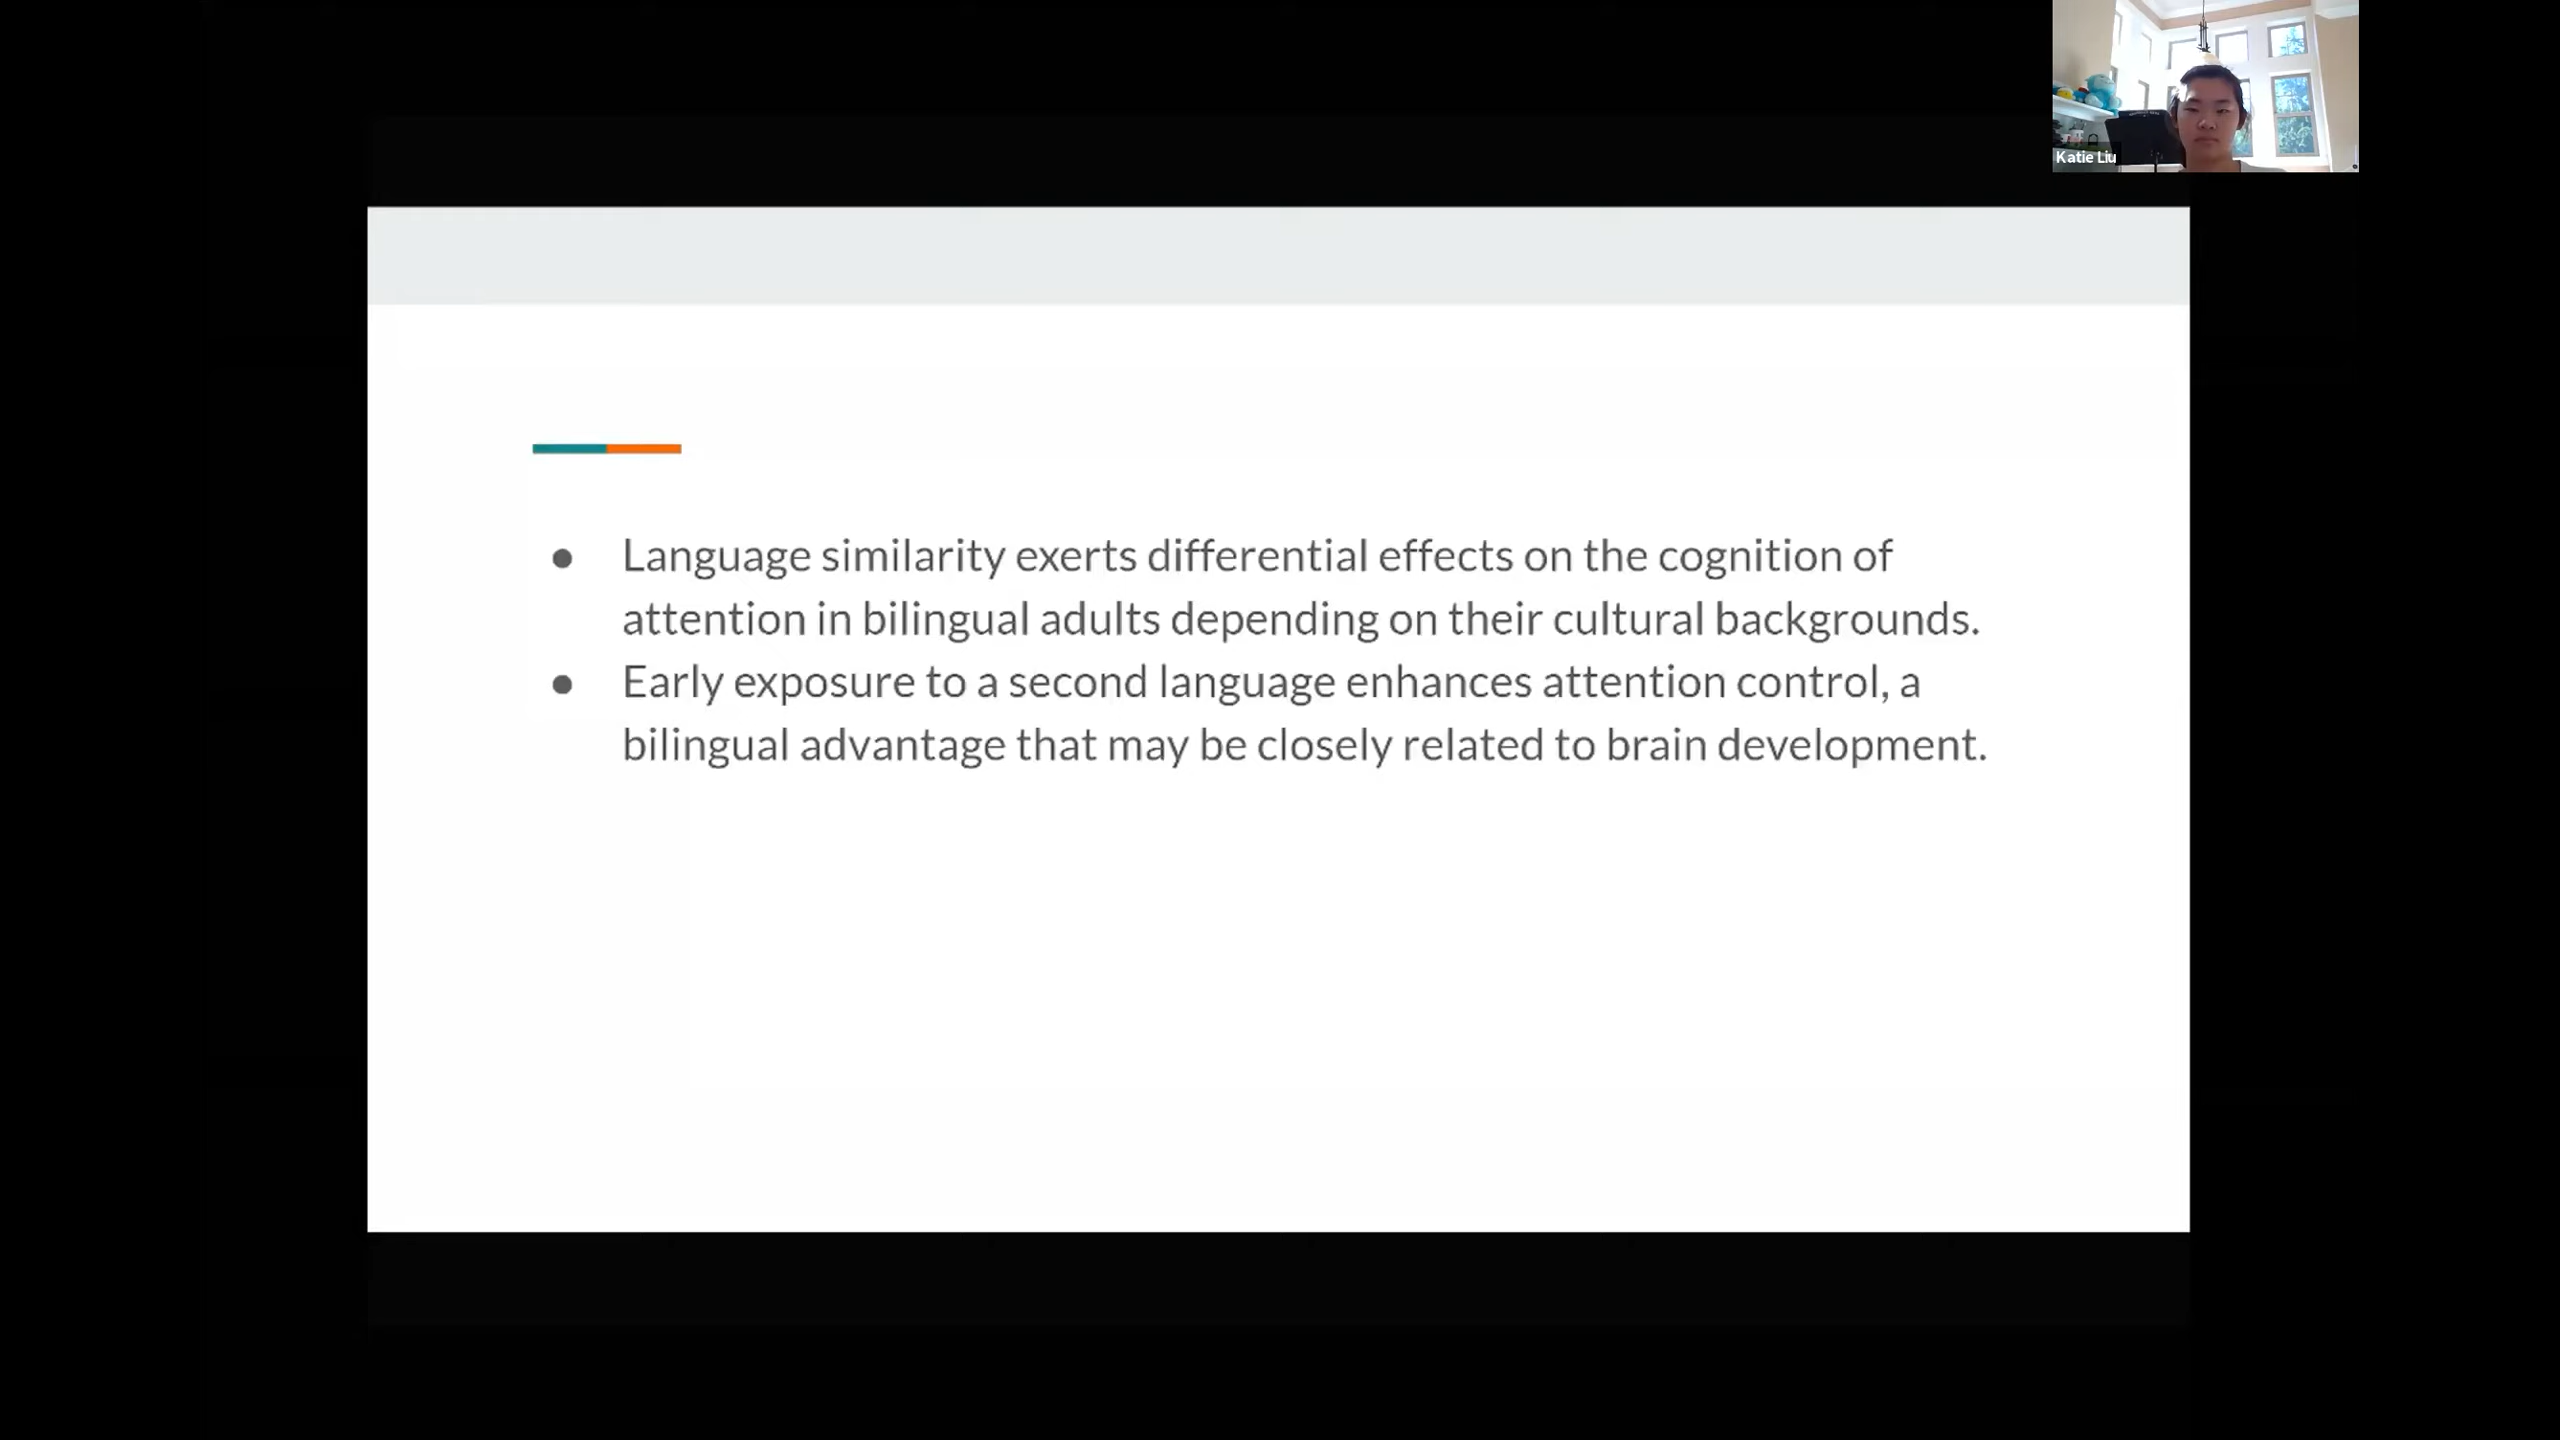 Katie Liu
● Language similarity exerts differential effects on the cognition of
attention in bilingual adults depending on their cultural backgrounds.
● Early exposure to a second language enhances attention control, a
bilingual advantage that may be closely related to brain development.